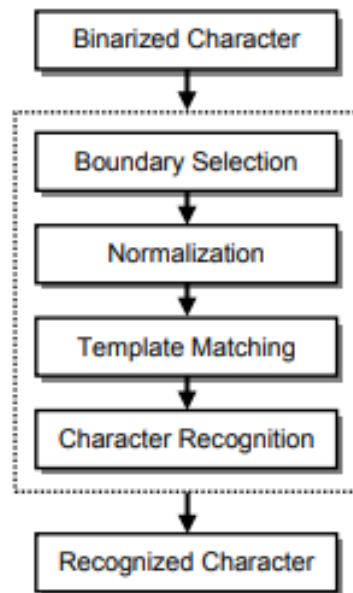 Binarized Character
Boundary Selection
Normalization
Template Matching
Character Recognition
Recognized Character